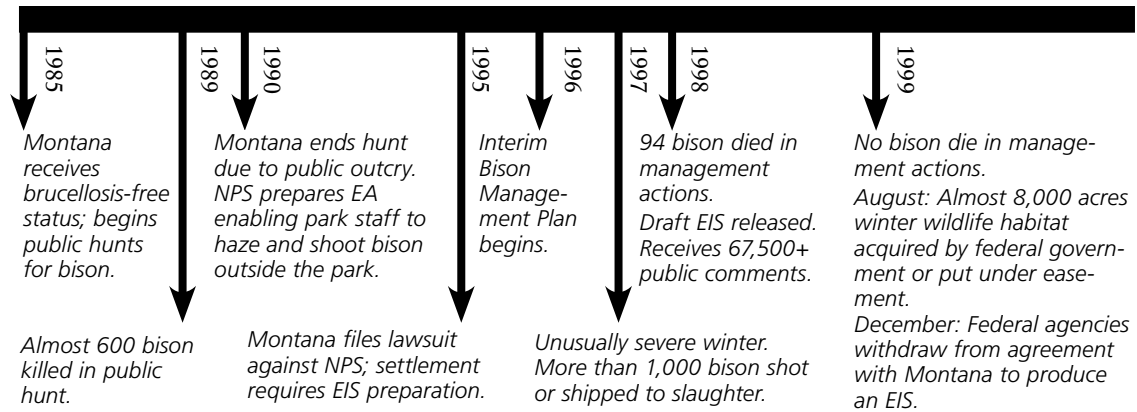 1985
Montana
receives
brucellosis-free
status; begins
public hunts
for bison.
1989
Almost 600 bison
killed in public
hunt.
1990
Montana ends hunt
due to public outcry.
NPS prepares EA
enabling park staff to
haze and shoot bison
outside the park.
1995
Montana files lawsuit
against NPS; settlement
requires EIS preparation.
1996
Interim
Bison
Manage-
ment Plan
begins.
1997
Unusually severe winter.
More than 1,000 bison shot
or shipped to slaughter.
1998
94 bison died in
management
actions.
Draft EIS released.
Receives 67,500+
public comments.
1999
No bison die in manage-
ment actions.
August: Almost 8,000 acres
winter wildlife habitat
acquired by federal govern-
ment or put under ease-
ment.
December: Federal agencies
withdraw from agreement
with Montana to produce
an EIS.